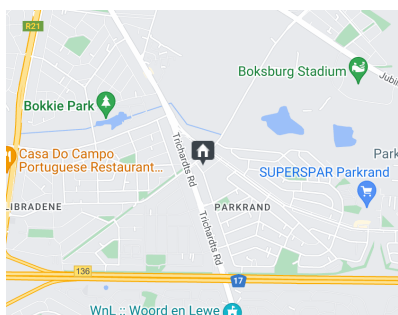 R21
Boksburg Stadium
Jubi
Bokkie Park
Trichardts Rd
Casa Do Campo
Portuguese Restaurant...
Park
SUPERSPAR Parkrand
LIBRADENE
PARKRAND
Trichardts Rd
136
17
WnL :: Woord en Lewe